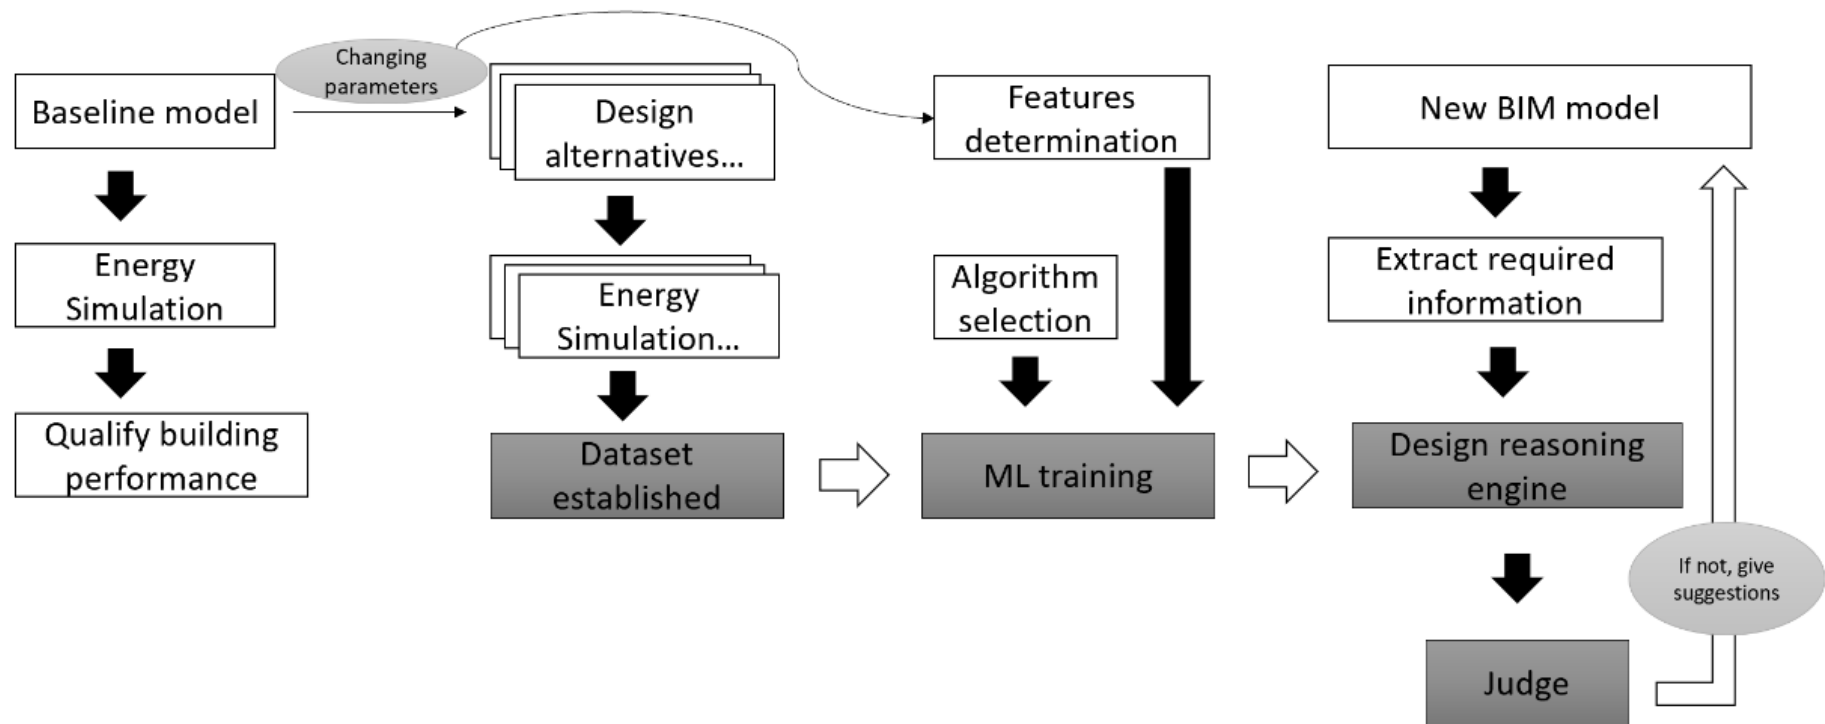 Baseline model
Energy
Simulation
Qualify building
performance
Changing
parameters
Design
alternatives...
Energy
Simulation...
Dataset
established
Features
determination
Algorithm
selection
ML training
New BIM model
Extract required
information
Design reasoning
engine
Judge
If not, give
suggestions